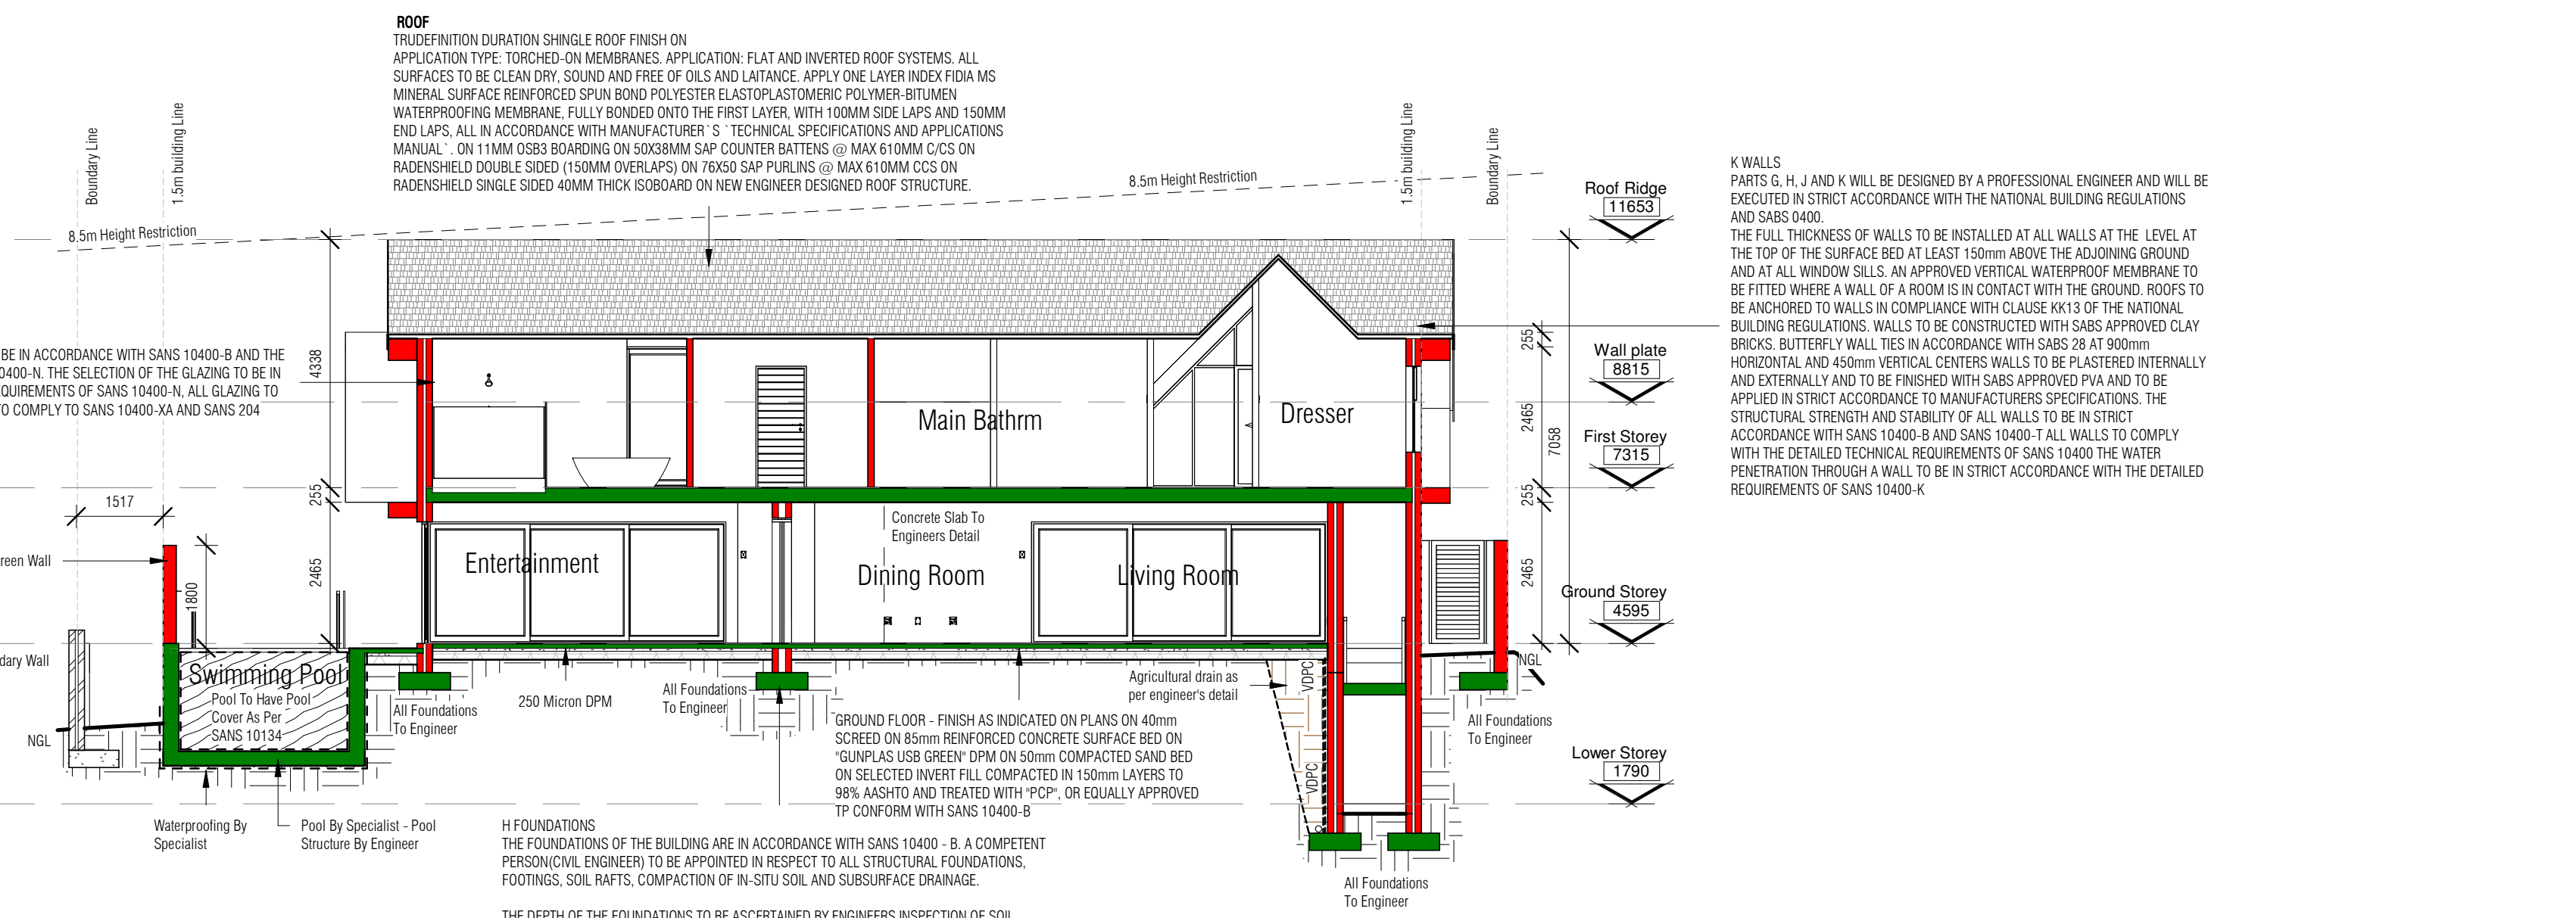 ROOF
TRUDEFINITION DURATION SHINGLE ROOF FINISH ON
APPLICATION TYPE: TORCHED-ON MEMBRANES. APPLICATION: FLAT AND INVERTED ROOF SYSTEMS. ALL
SURFACES TO BE CLEAN DRY, SOUND AND FREE OF OILS AND LAITANCE. APPLY ONE LAYER INDEX FIDIA MS
MINERAL SURFACE REINFORCED SPUN BOND POLYESTER ELASTOPLASTOMERIC POLYMER-BITUMEN
WATERPROOFING MEMBRANE, FULLY BONDED ONTO THE FIRST LAYER, WITH 100MM SIDE LAPS AND 150MM
END LAPS, ALL IN ACCORDANCE WITH MANUFACTURER`S `TECHNICAL SPECIFICATIONS AND APPLICATIONS
MANUAL`. ON 11MM OSB3 BOARDING ON 50X38MM SAP COUNTER BATTENS @ MAX 610MM C/CS ON
RADENSHIELD DOUBLE SIDED (150MM OVERLAPS) ON 76X50 SAP PURLINS @ MAX 610MM CCS ON
RADENSHIELD SINGLE SIDED 40MM THICK ISOBOARD ON NEW ENGINEER DESIGNED ROOF STRUCTURE.
Boundary Line
1.5m building Line
8.5m Height Restriction
8.5m Height Restriction
1.5m building Line
Boundary Line
Roof Ridge
11653
Wall plate
8815
First Storey
7315
Ground Storey
4595
Lower Storey
1790
K WALLS
PARTS G, H, J AND K WILL BE DESIGNED BY A PROFESSIONAL ENGINEER AND WILL BE
EXECUTED IN STRICT ACCORDANCE WITH THE NATIONAL BUILDING REGULATIONS
AND SABS 0400.
THE FULL THICKNESS OF WALLS TO BE INSTALLED AT ALL WALLS AT THE LEVEL AT
THE TOP OF THE SURFACE BED AT LEAST 150mm ABOVE THE ADJOINING GROUND
AND AT ALL WINDOW SILLS. AN APPROVED VERTICAL WATERPROOF MEMBRANE TO
BE FITTED WHERE A WALL OF A ROOM IS IN CONTACT WITH THE GROUND. ROOFS TO
BE ANCHORED TO WALLS IN COMPLIANCE WITH CLAUSE KK13 OF THE NATIONAL
BUILDING REGULATIONS. WALLS TO BE CONSTRUCTED WITH SABS APPROVED CLAY
BRICKS. BUTTERFLY WALL TIES IN ACCORDANCE WITH SABS 28 AT 900mm
HORIZONTAL AND 450mm VERTICAL CENTERS WALLS TO BE PLASTERED INTERNALLY
AND EXTERNALLY AND TO BE FINISHED WITH SABS APPROVED PVA AND TO BE
APPLIED IN STRICT ACCORDANCE TO MANUFACTURERS SPECIFICATIONS. THE
STRUCTURAL STRENGTH AND STABILITY OF ALL WALLS TO BE IN STRICT
ACCORDANCE WITH SANS 10400-B AND SANS 10400-T ALL WALLS TO COMPLY
WITH THE DETAILED TECHNICAL REQUIREMENTS OF SANS 10400 THE WATER
PENETRATION THROUGH A WALL TO BE IN STRICT ACCORDANCE WITH THE DETAILED
REQUIREMENTS OF SANS 10400-K
BE IN ACCORDANCE WITH SANS 10400-B AND THE
0400-N. THE SELECTION OF THE GLAZING TO BE IN
QUIREMENTS OF SANS 10400-N, ALL GLAZING TO
TO COMPLY TO SANS 10400-XA AND SANS 204
4338
255
2465
1517
1800
255
2465
255
2465
7058
Main Bathrm
Dresser
Concrete Slab To
Engineers Detail
Entertainment
Dining Room
Living Room
reen Wall
dary Wall
NGL
Swimming Pool
Pool To Have Pool
Cover As Per
SANS 10134
All Foundations
To Engineer
250 Micron DPM
All Foundations
To Engineer
Agricultural drain as
per engineer's detail
VDPC
VDPC
NGL
All Foundations
To Engineer
GROUND FLOOR - FINISH AS INDICATED ON PLANS ON 40mm
SCREED ON 85mm REINFORCED CONCRETE SURFACE BED ON
"GUNPLAS USB GREEN" DPM ON 50mm COMPACTED SAND BED
ON SELECTED INVERT FILL COMPACTED IN 150mm LAYERS TO
98% AASHTO AND TREATED WITH "PCP", OR EQUALLY APPROVED
TP CONFORM WITH SANS 10400-B
Waterproofing By
Specialist
Pool By Specialist - Pool
Structure By Engineer
H FOUNDATIONS
THE FOUNDATIONS OF THE BUILDING ARE IN ACCORDANCE WITH SANS 10400 - B. A COMPETENT
PERSON(CIVIL ENGINEER) TO BE APPOINTED IN RESPECT TO ALL STRUCTURAL FOUNDATIONS,
FOOTINGS, SOIL RAFTS, COMPACTION OF IN-SITU SOIL AND SUBSURFACE DRAINAGE.
THE DEPTH OF THE FOUNDATIONS TO BE ASCERTAINED BY ENGINEERS INSPECTION OF SOIL
All Foundations
To Engineer